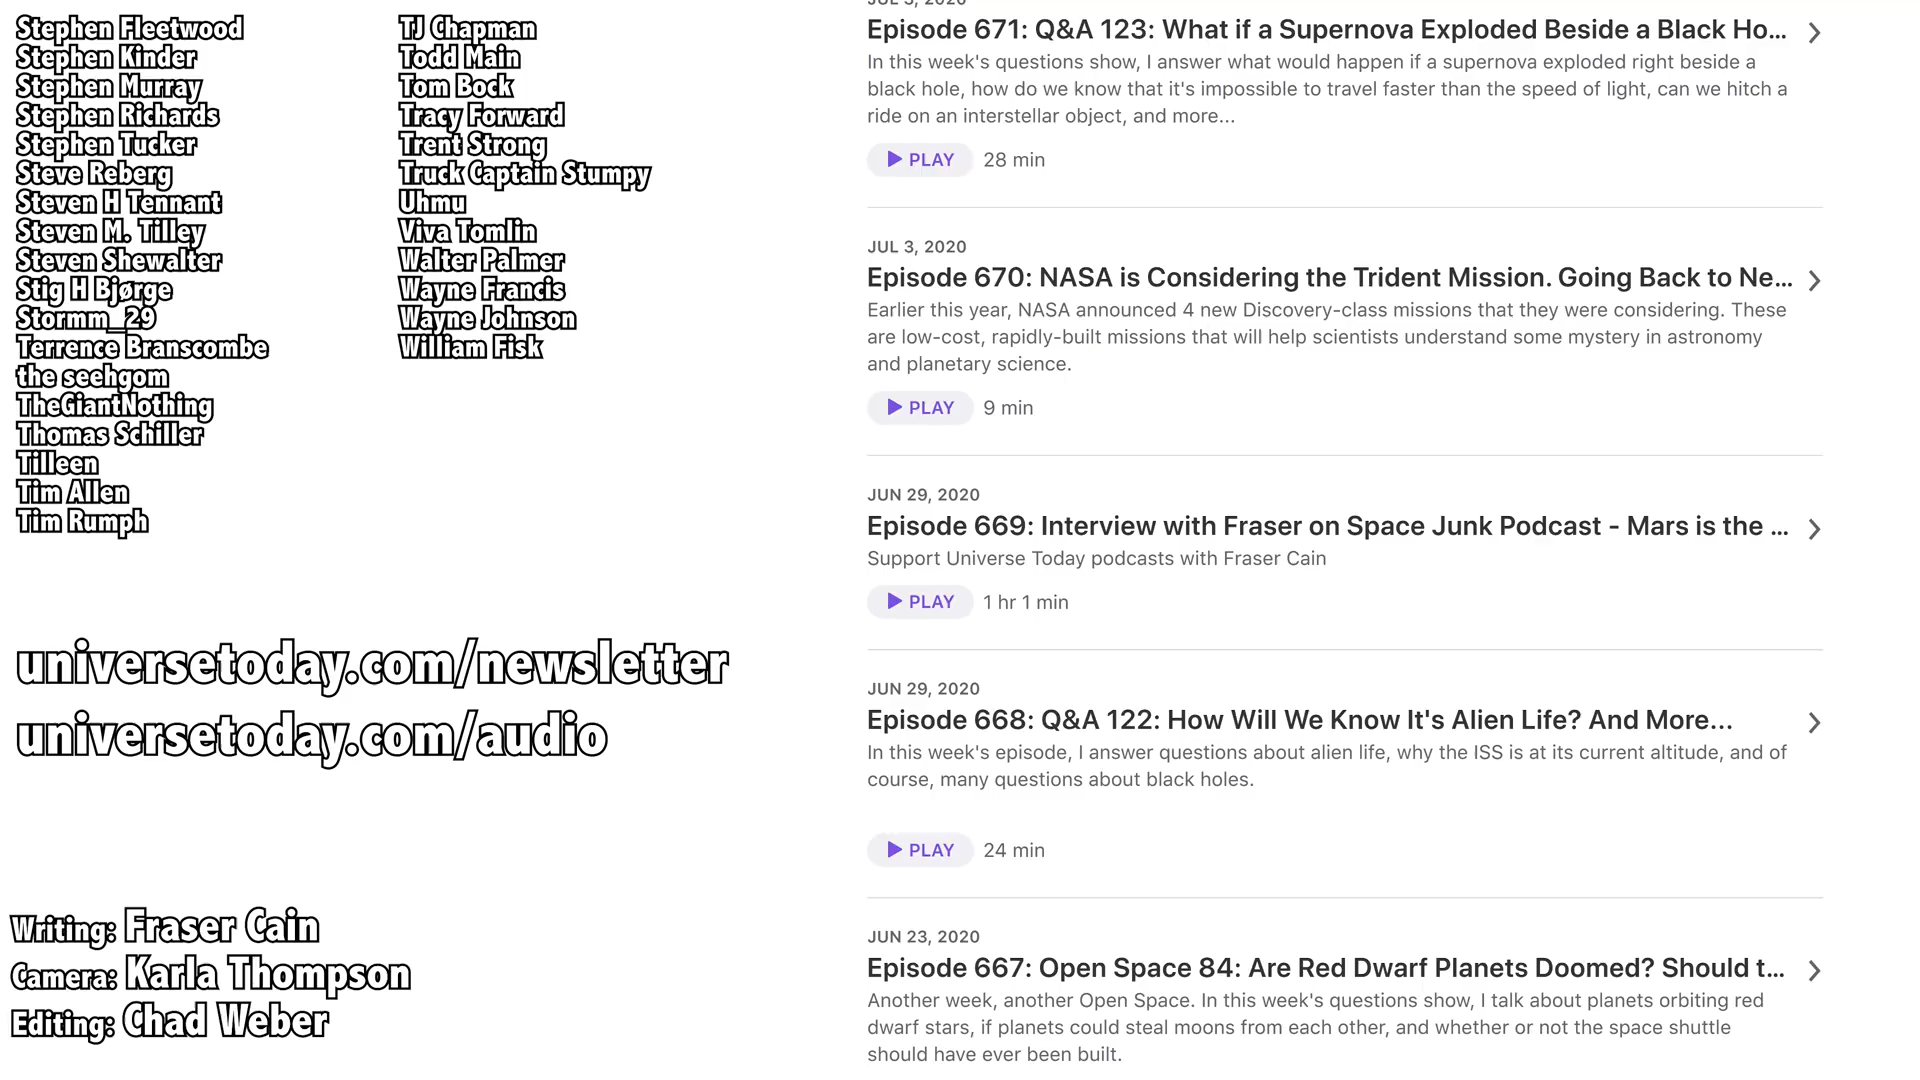 Stephen Fleetwood
Stephen Kinder
Stephen Murray
Stephen Richards
Stephen Tucker
Steve Reberg
Steven H Tennant
Steven M. Tilley
Steven Shewalter
Stig H Bjørge
Stormm_29
Terrence Branscombe
the seehgom
TheGiantNothing
Thomas Schiller
Tilleen
Tim Allen
Tim Rumph
TJ Chapman
Todd Main
Tom Bock
Tracy Forward
Trent Strong
Truck Captain Stumpy
Uhmu
Viva Tomlin
Walter Palmer
Wayne Francis
Wayne Johnson
William Fisk
universetoday.com/newsletter
universetoday.com/audio
Writing: Fraser Cain
Camera: Karla Thompson
Editing: Chad Weber
JUL 3, 2020
Episode 671: Q&A 123: What if a Supernova Exploded Beside a Black Ho...
In this week's questions show, I answer what would happen if a supernova exploded right beside a
black hole, how do we know that it's impossible to travel faster than the speed of light, can we hitch a
ride on an interstellar object, and more...
PLAY 28 min
JUL 3, 2020
Episode 670: NASA is Considering the Trident Mission. Going Back to Ne...
Earlier this year, NASA announced 4 new Discovery-class missions that they were considering. These
are low-cost, rapidly-built missions that will help scientists understand some mystery in astronomy
and planetary science.
PLAY 9 min
JUN 29, 2020
Episode 669: Interview with Fraser on Space Junk Podcast - Mars is the ...
Support Universe Today podcasts with Fraser Cain
PLAY 1 hr 1 min
JUN 29, 2020
Episode 668: Q&A 122: How Will We Know It's Alien Life? And More...
In this week's episode, I answer questions about alien life, why the ISS is at its current altitude, and of
course, many questions about black holes.
PLAY 24 min
JUN 23, 2020
Episode 667: Open Space 84: Are Red Dwarf Planets Doomed? Should t...
Another week, another Open Space. In this week's questions show, I talk about planets orbiting red
dwarf stars, if planets could steal moons from each other, and whether or not the space shuttle
should have ever been built.